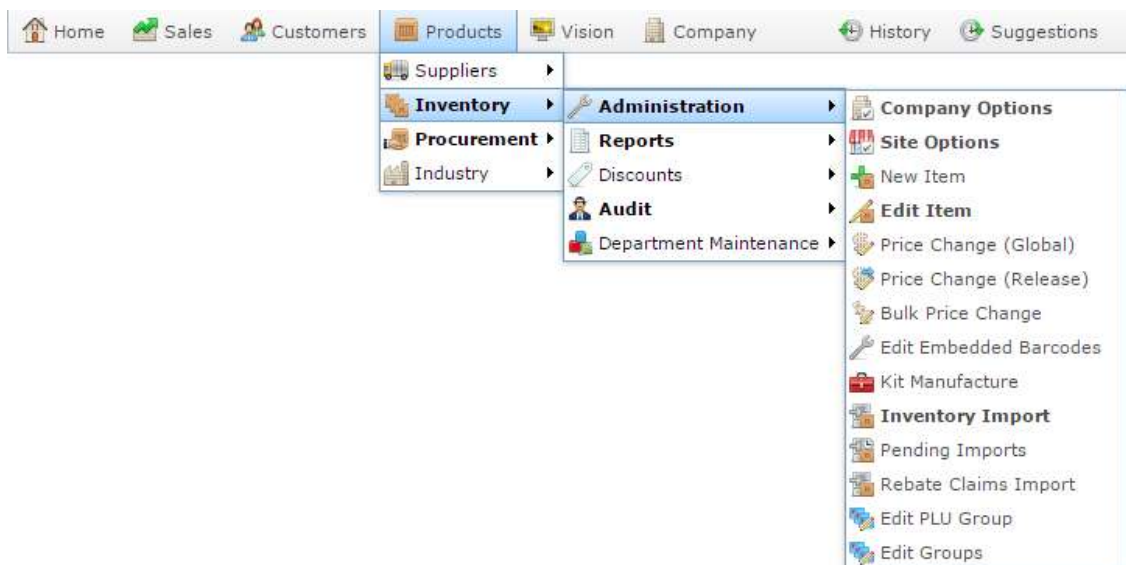 Home Sales Customers Products Vision Company History Suggestions
Suppliers
Inventory
Procurement
Industry
Administration
Reports
Discounts
Audit
Department Maintenance
Company Options
Site Options
New Item
Edit Item
Price Change (Global)
Price Change (Release)
Bulk Price Change
Edit Embedded Barcodes
Kit Manufacture
Inventory Import
Pending Imports
Rebate Claims Import
Edit PLU Group
Edit Groups